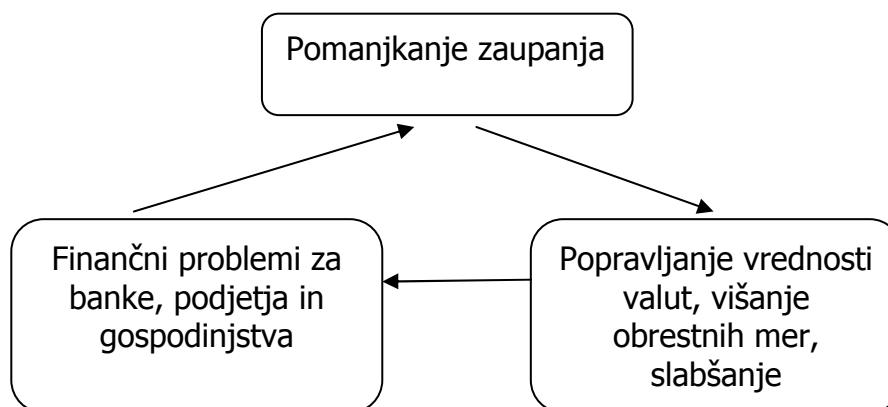 Pomanjkanje zaupanja
Finančni problemi za
banke, podjetja in
gospodinjstva
Popravljanje vrednosti
valut, višanje
obrestnih mer,
slabšanje